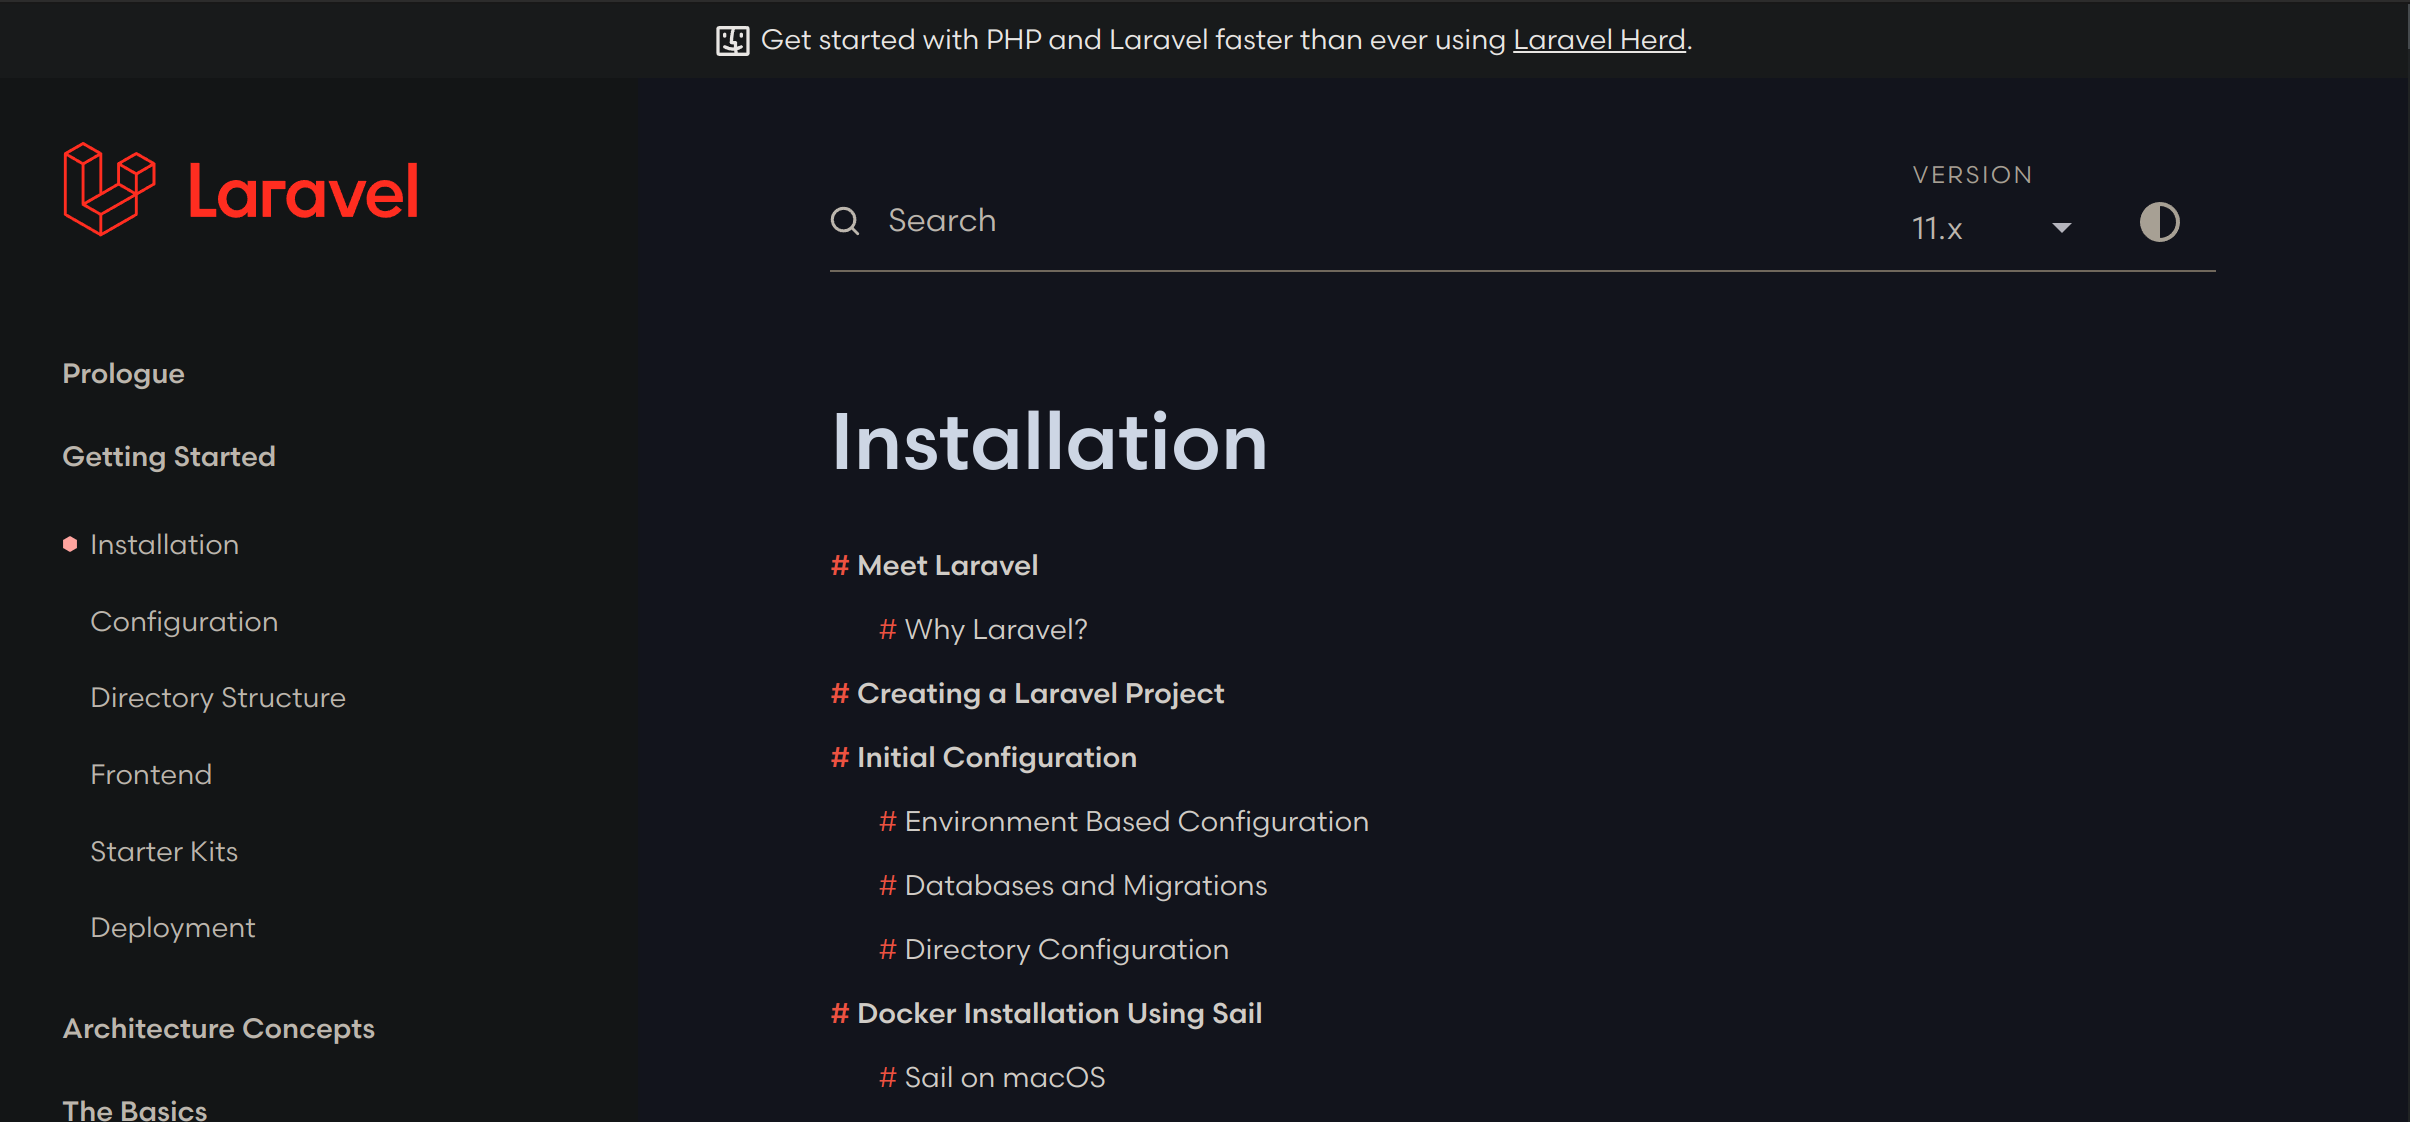 Get started with PHP and Laravel faster than ever using Laravel Herd.
Laravel
Prologue
Getting Started
Installation
Configuration
Directory Structure
Frontend
Starter Kits
Deployment
Architecture Concepts
The Basics
Search
VERSION
11.x
Installation
# Meet Laravel
# Why Laravel?
# Creating a Laravel Project
# Initial Configuration
# Environment Based Configuration
# Databases and Migrations
# Directory Configuration
# Docker Installation Using Sail
# Sail on macOS